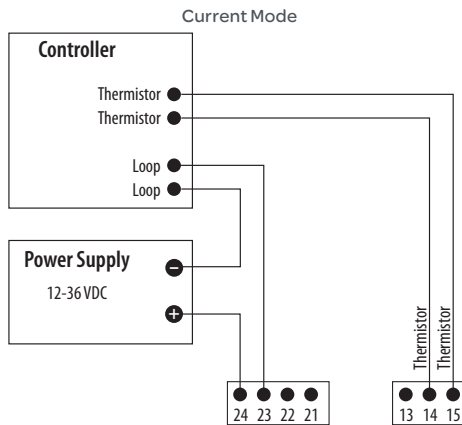 Current Mode
Controller
Thermistor
Thermistor
Loop
Loop
Power Supply
12-36 VDC
Thermistor
Thermistor
24 23 22 21
13 14 15